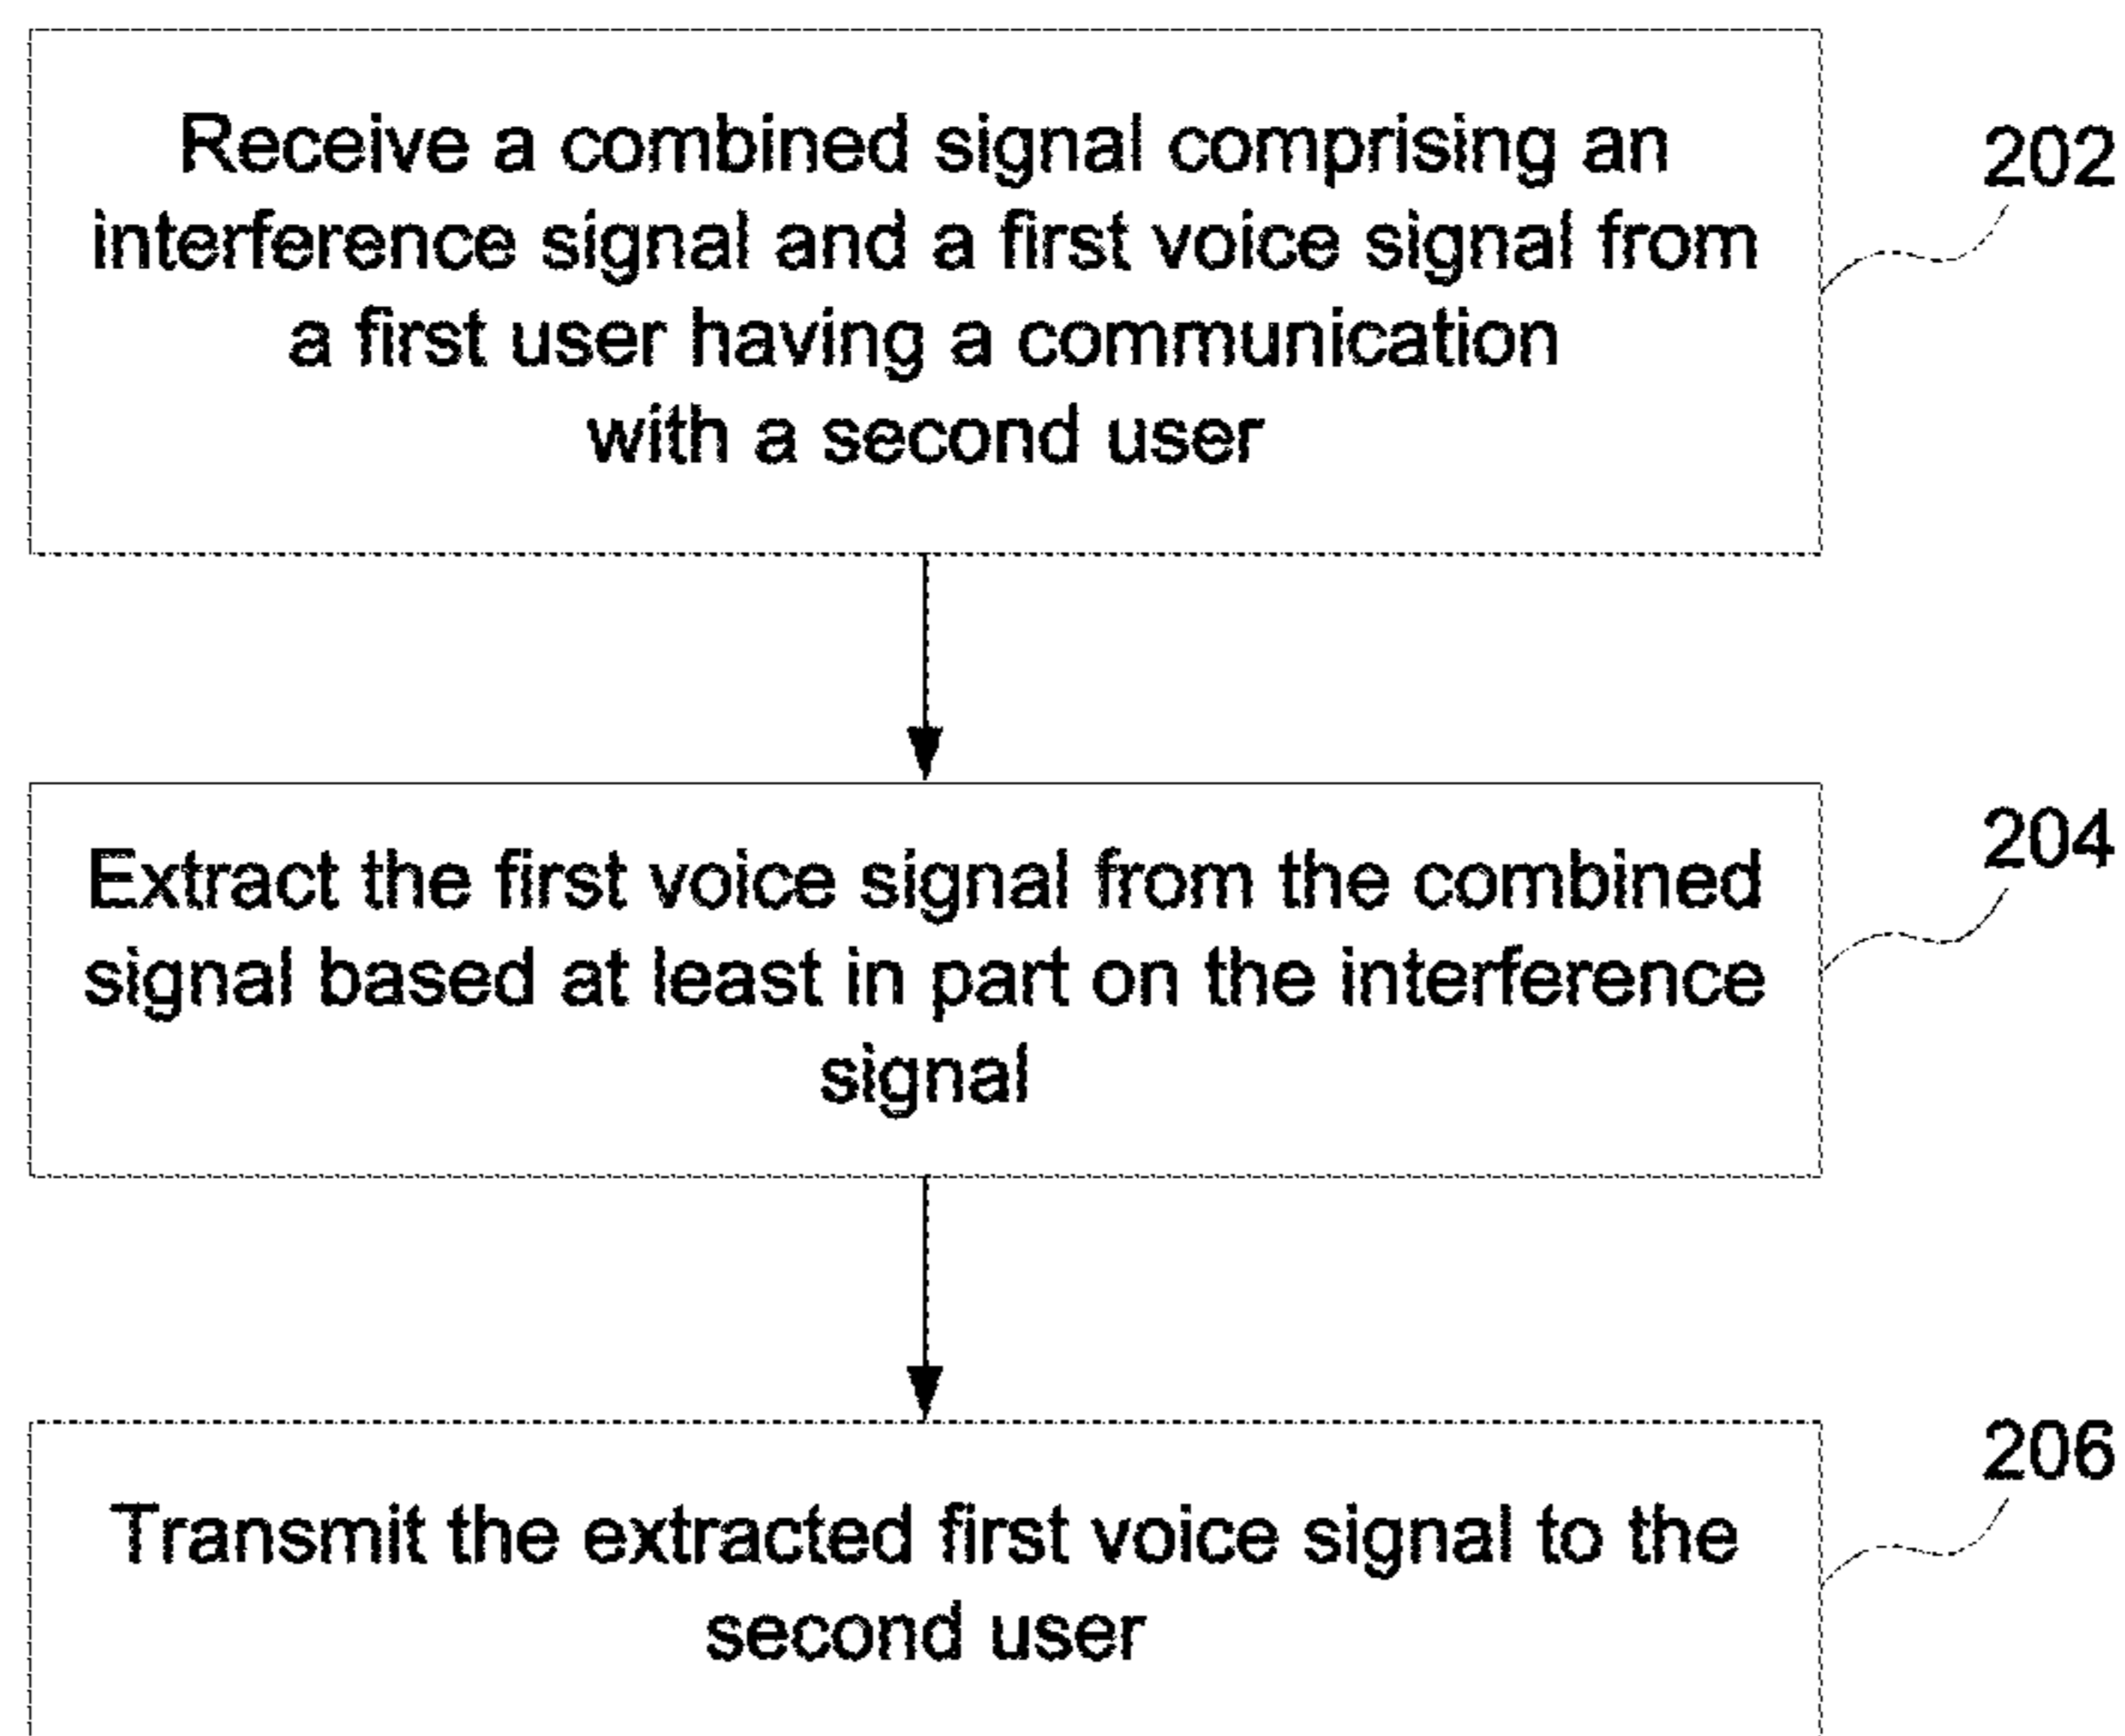 Receive a combined signal comprising an
interference signal and a first voice signal from
a first user having a communication
with a second user
202
Extract the first voice signal from the combined
signal based at least in part on the interference
signal
204
Transmit the extracted first voice signal to the
second user
206